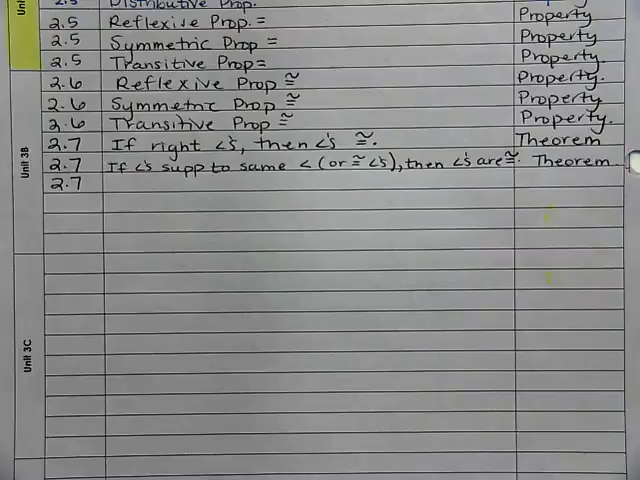 2.5 Distributive Prop.
2.5 Reflexive Prop. = Property
2.5 Symmetric Prop = Property
2.5 Transitive Prop= Property
2.6 Reflexive Prop ≅ Property.
2.6 Symmetric Prop ≅ Property
2.6 Transitive Prop ≅ Property.
2.7 If right <'s, then <'s ≅. Theorem
2.7 If <'s supp to same < (or ≅ <'s), then <'s are ≅. Theorem
2.7
Unit 3B
Unit 3C